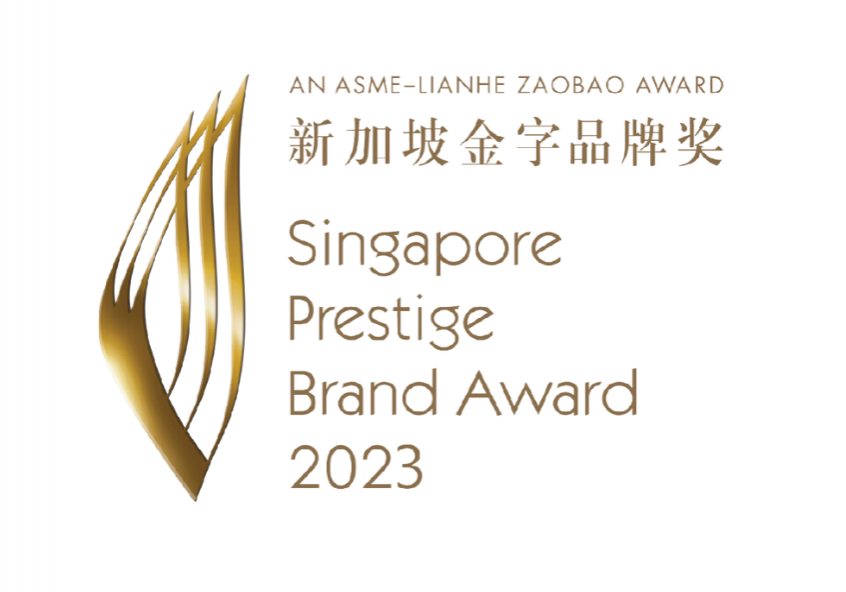 AN ASME–LIANHE ZAOBAO AWARD
新加坡金字品牌奖
Singapore
Prestige
Brand Award
2023